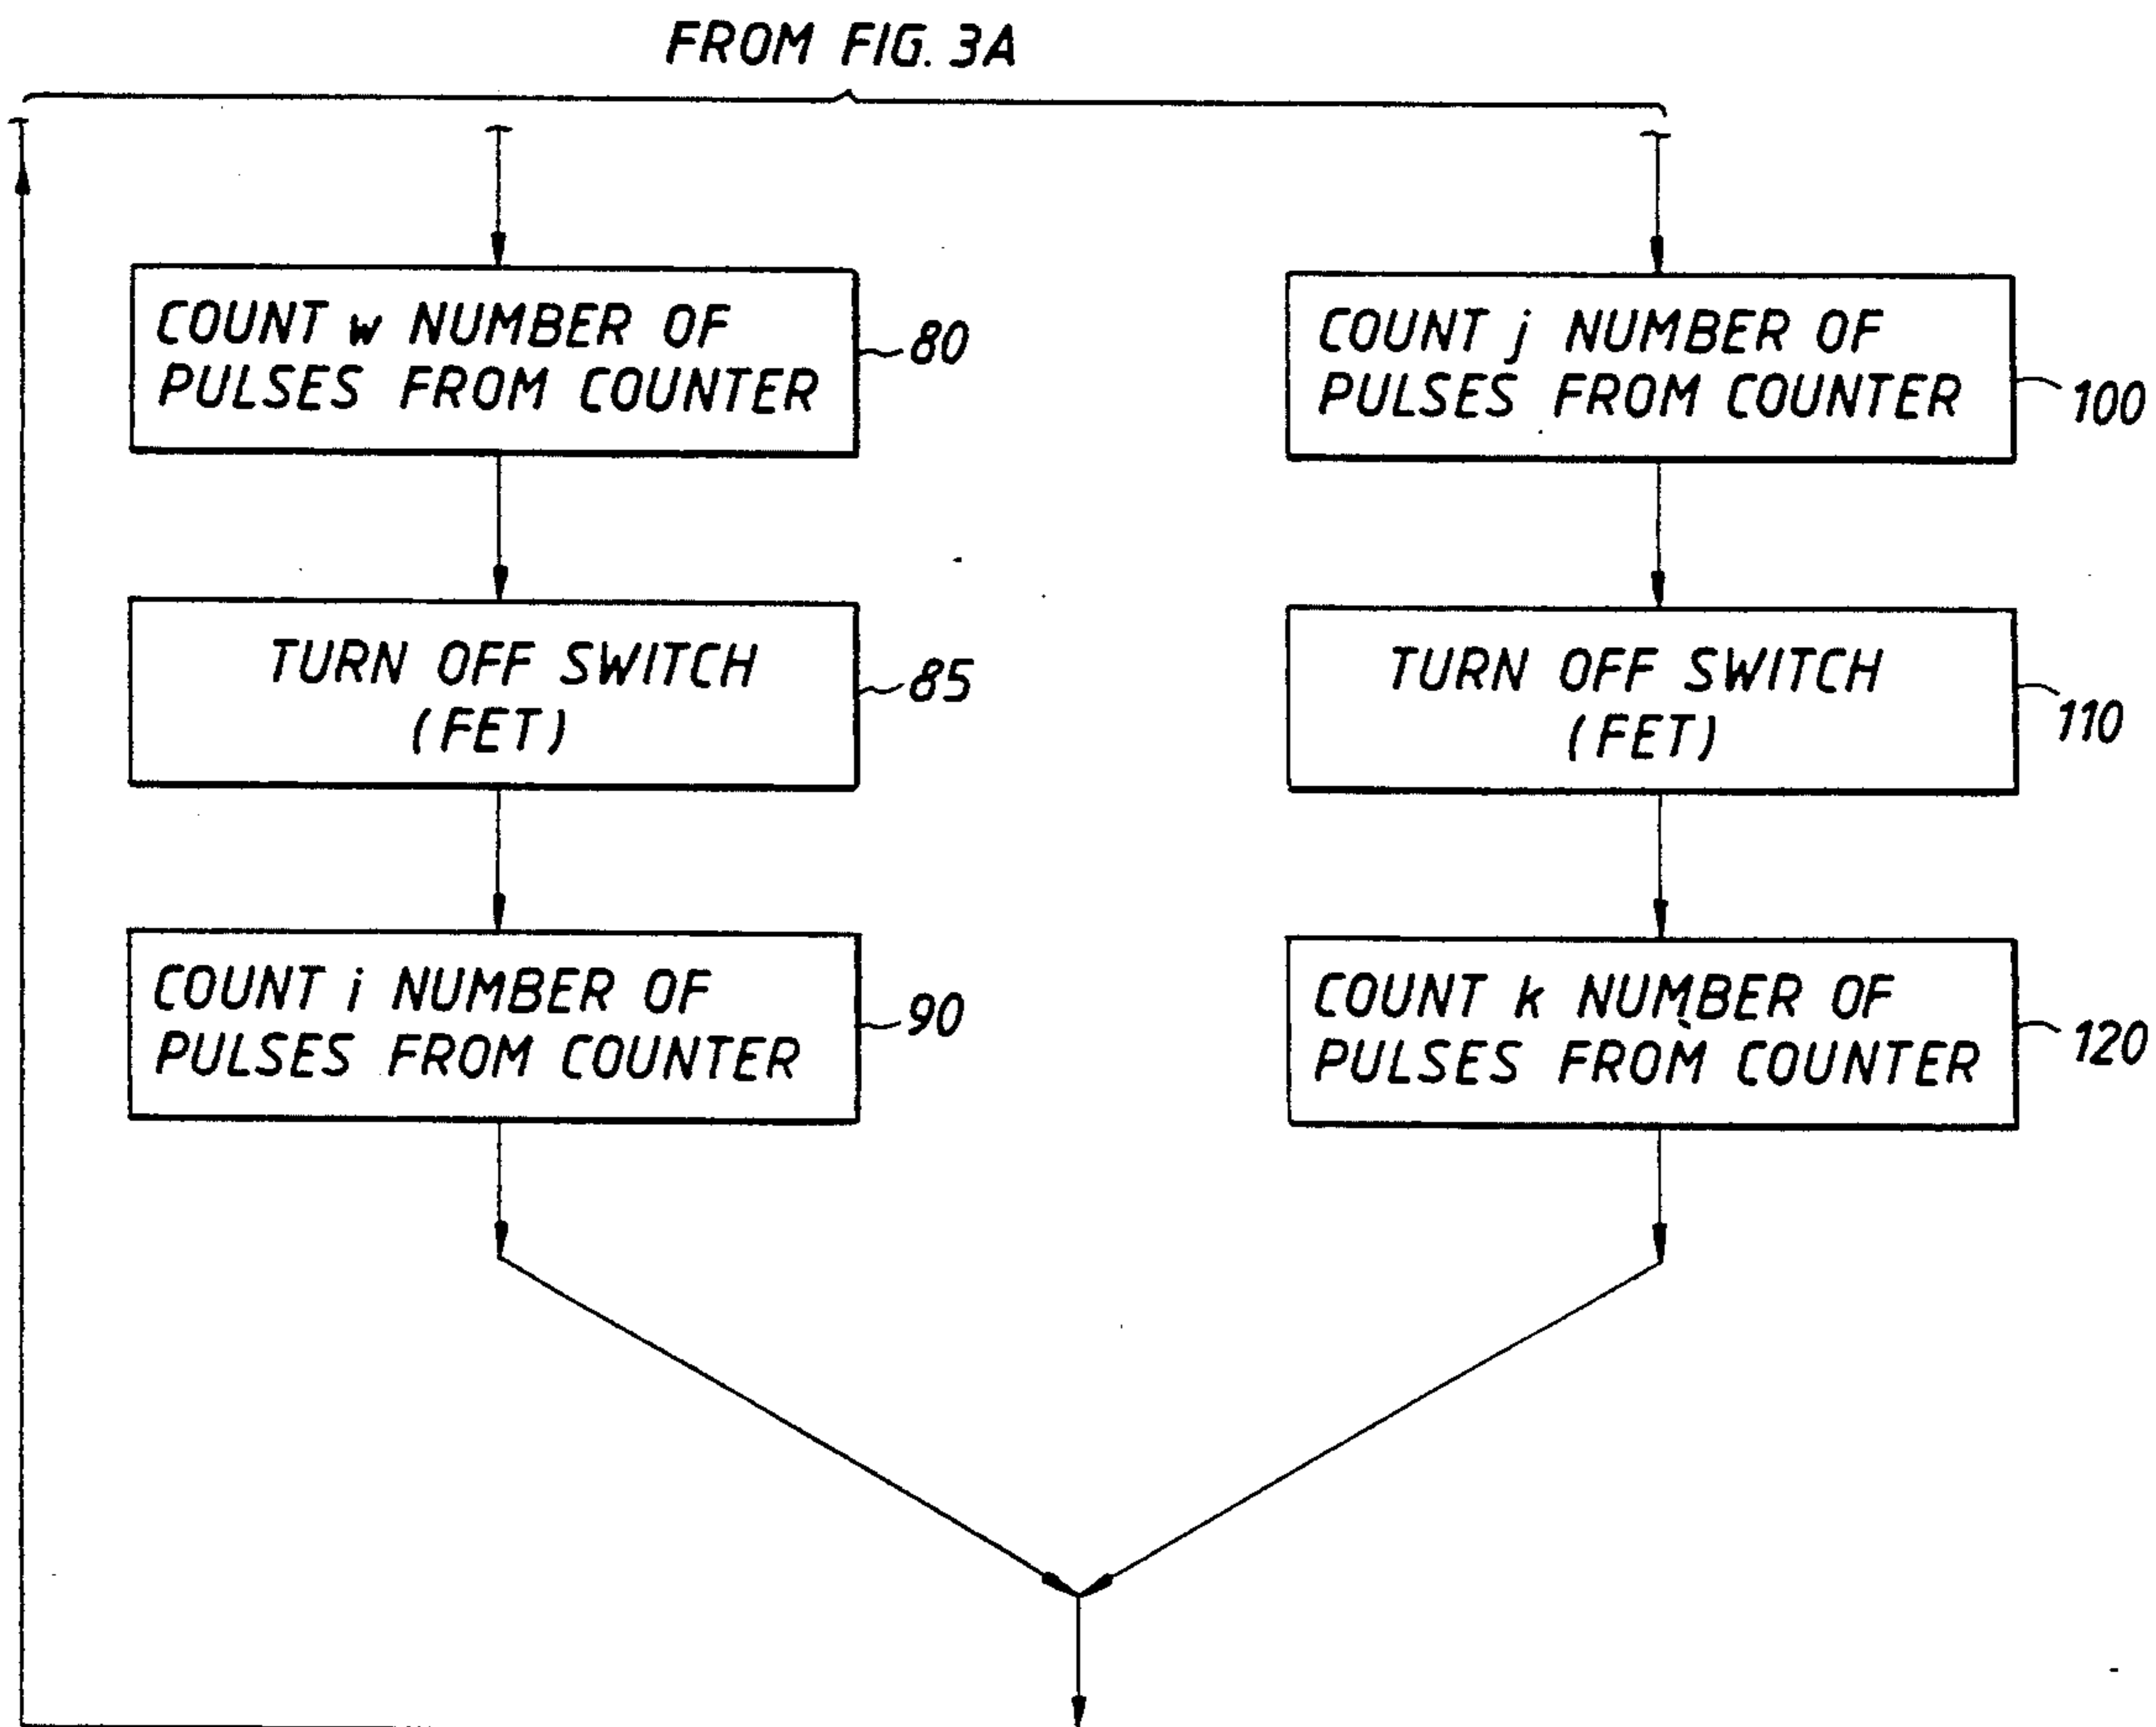 FROM FIG. 3A
COUNT w NUMBER OF
PULSES FROM COUNTER
80
TURN OFF SWITCH
(FET)
85
COUNT i NUMBER OF
PULSES FROM COUNTER
90
COUNT j NUMBER OF
PULSES FROM COUNTER
100
TURN OFF SWITCH
(FET)
110
COUNT k NUMBER OF
PULSES FROM COUNTER
120